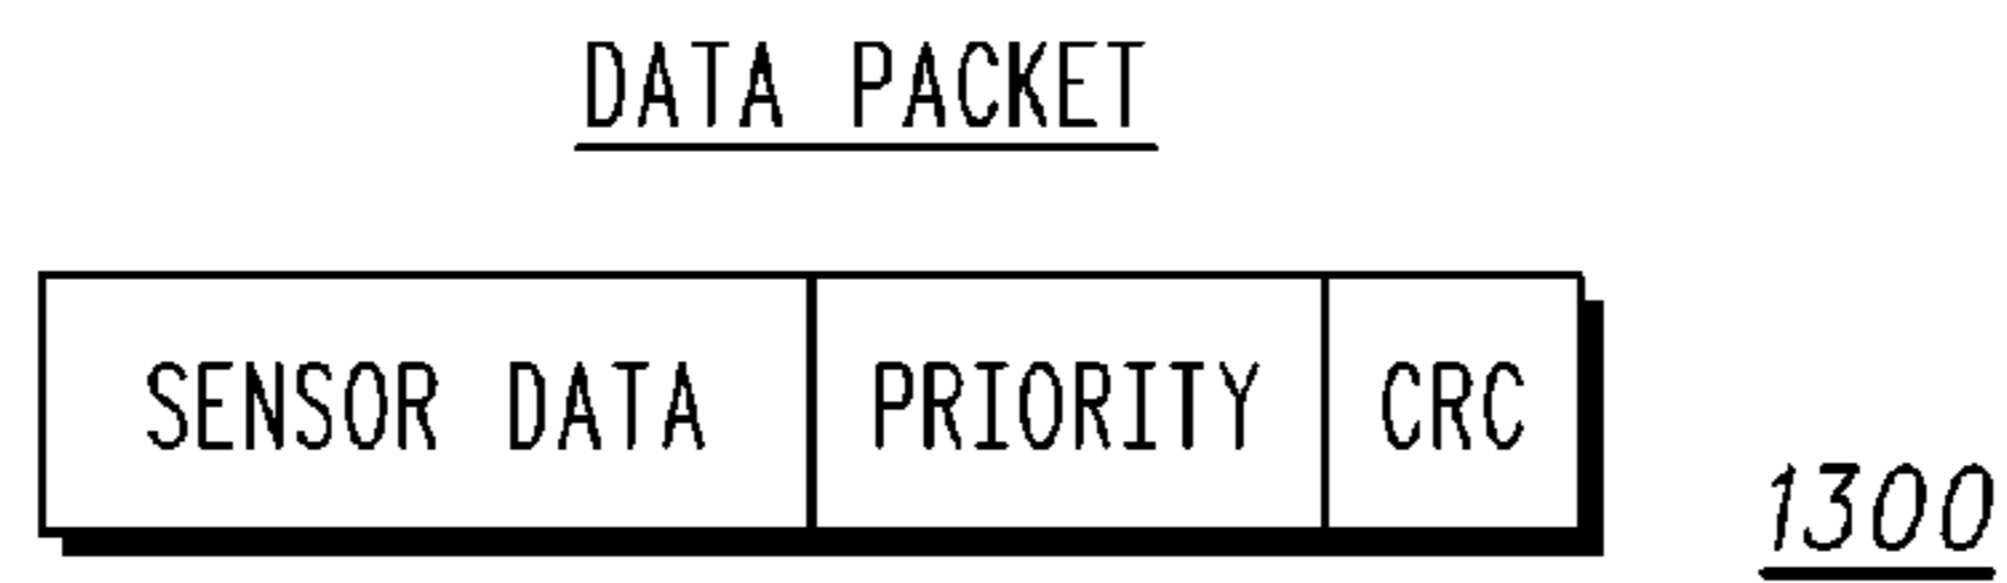 DATA PACKET
SENSOR DATA PRIORITY CRC
1300